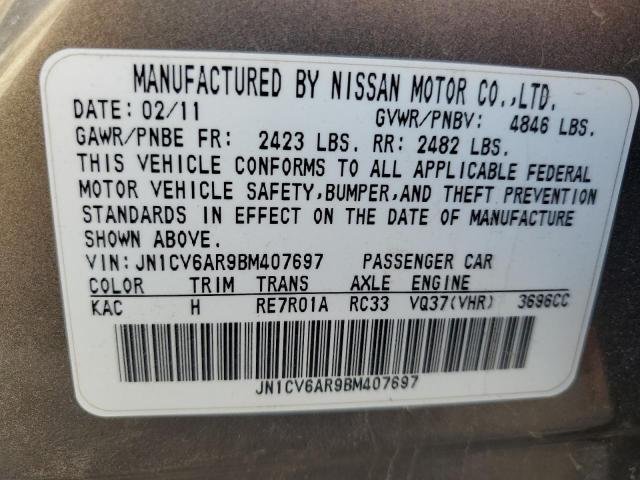 MANUFACTURED BY NISSAN MOTOR CO.,LTD.
DATE: 02/11 GVWR/PNBV: 4846 LBS.
GAWR/PNBE FR: 2423 LBS. RR: 2482 LBS.
THIS VEHICLE CONFORMS TO ALL APPLICABLE FEDERAL
MOTOR VEHICLE SAFETY,BUMPER,AND THEFT PREVENTION
STANDARDS IN EFFECT ON THE DATE OF MANUFACTURE
SHOWN ABOVE.
VIN:JN1CV6AR9BM407697 PASSENGER CAR
COLOR TRIM TRANS AXLE ENGINE
KAC H RE7R01A RC33 VQ37(VHR) 3696CC
JN1CV6AR9BM407697